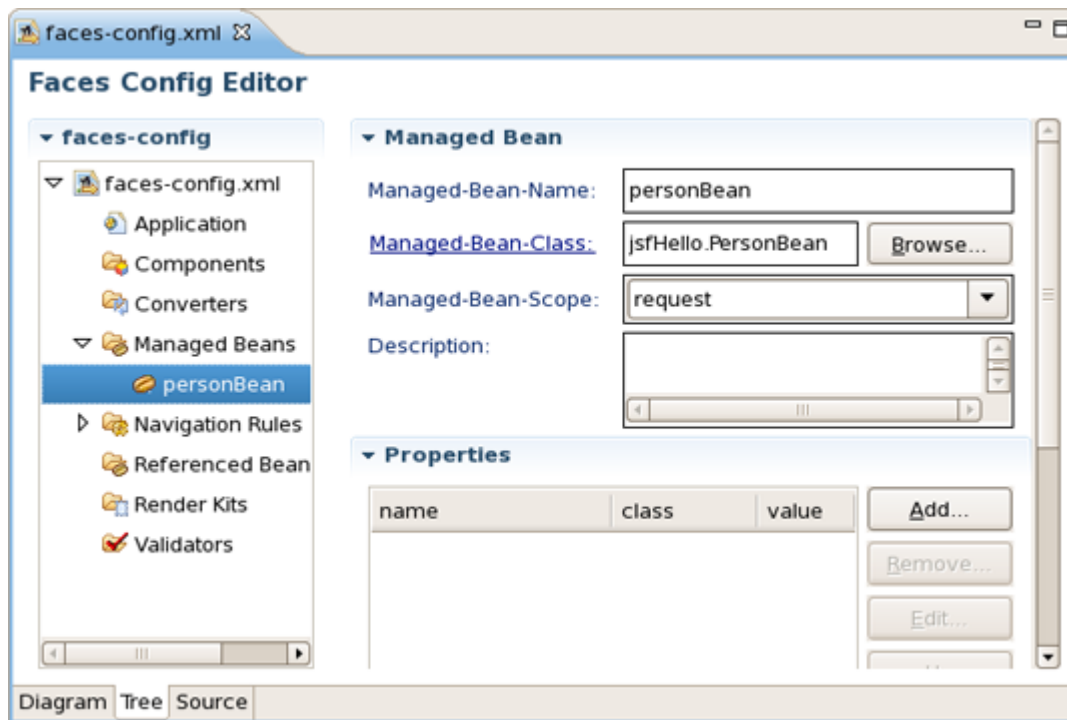 faces-config.xml
Faces Config Editor
faces-config
faces-config.xml
Application
Components
Converters
Managed Beans
personBean
Navigation Rules
Referenced Bean
Render Kits
Validators
Managed Bean
Managed-Bean-Name: personBean
Managed-Bean-Class: jsfHello.PersonBean Browse...
Managed-Bean-Scope: request
Description:
Properties
name class value Add...
Remove...
Edit...
Diagram Tree Source